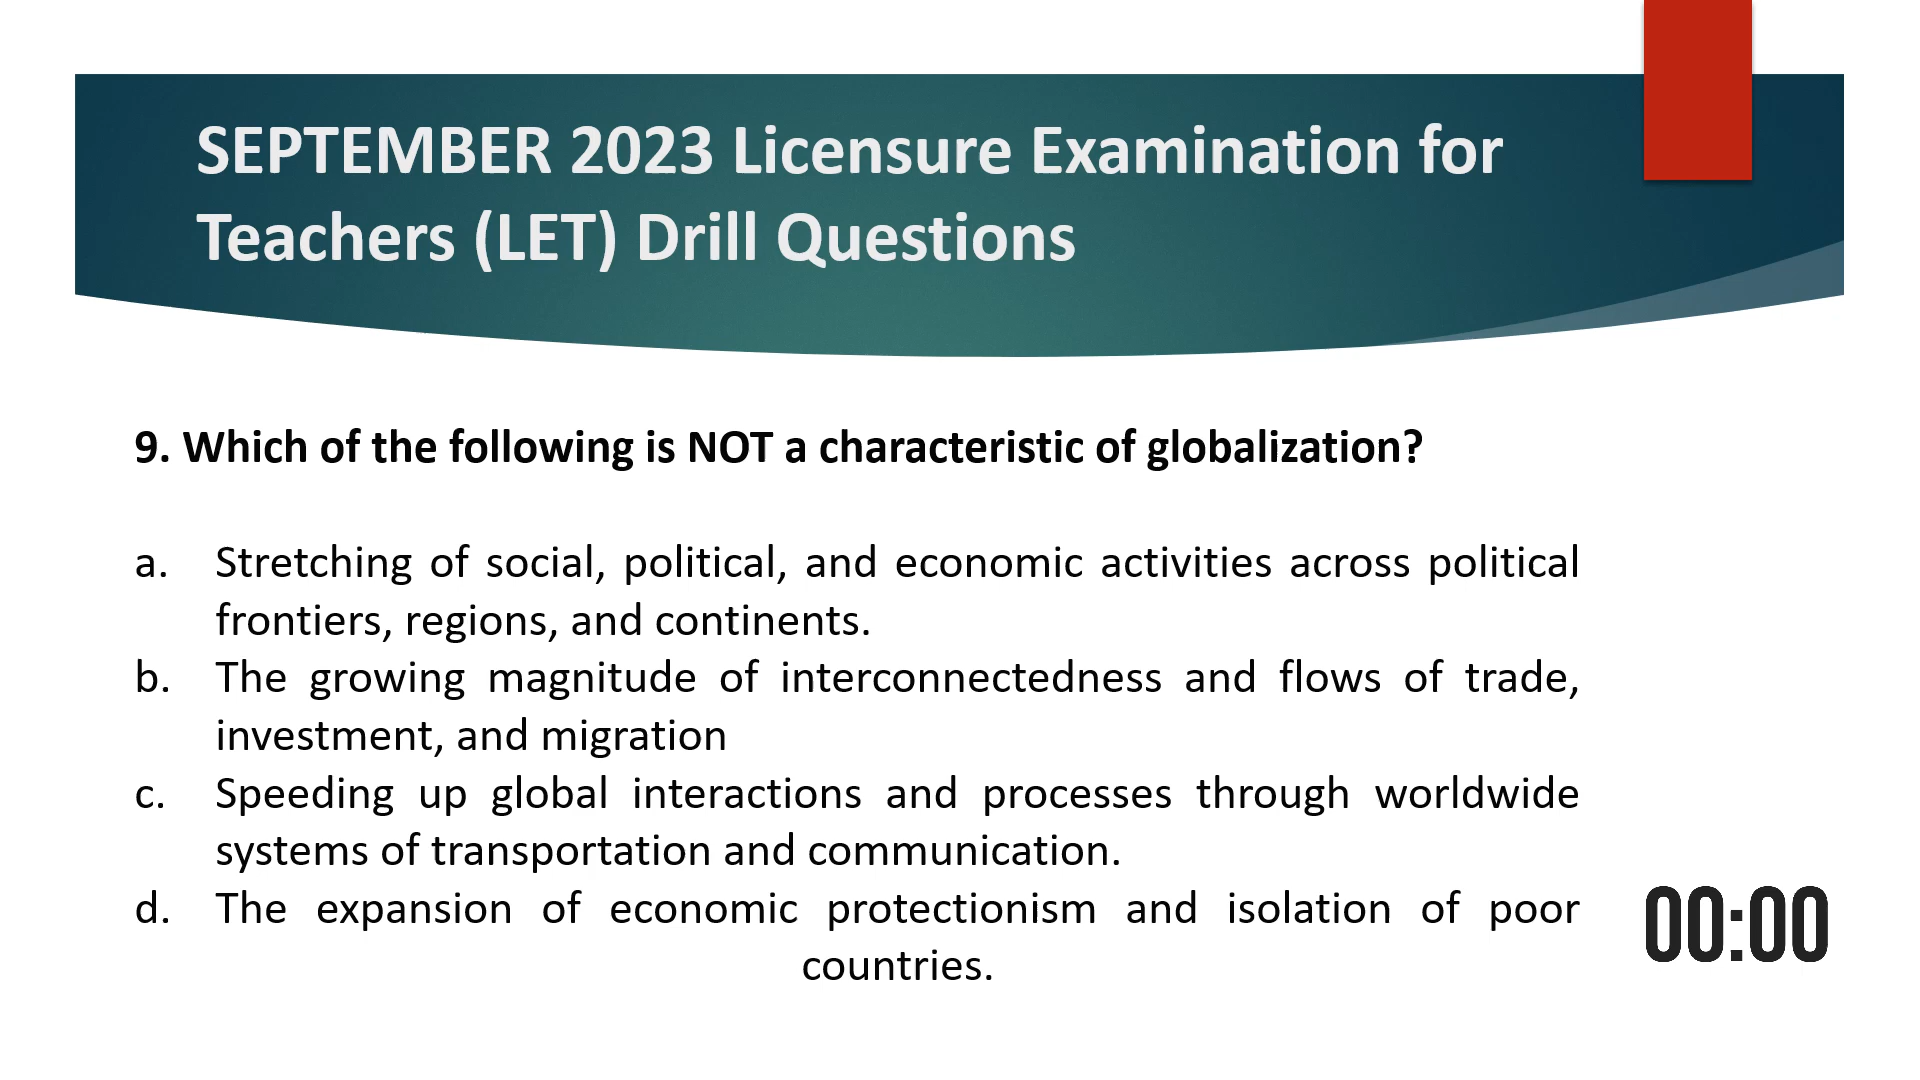 SEPTEMBER 2023 Licensure Examination for
Teachers (LET) Drill Questions
9. Which of the following is NOT a characteristic of globalization?
a. Stretching of social, political, and economic activities across political
frontiers, regions, and continents.
b. The growing magnitude of interconnectedness and flows of trade,
investment, and migration
c. Speeding up global interactions and processes through worldwide
systems of transportation and communication.
d. The expansion of economic protectionism and isolation of poor
countries.
00:00